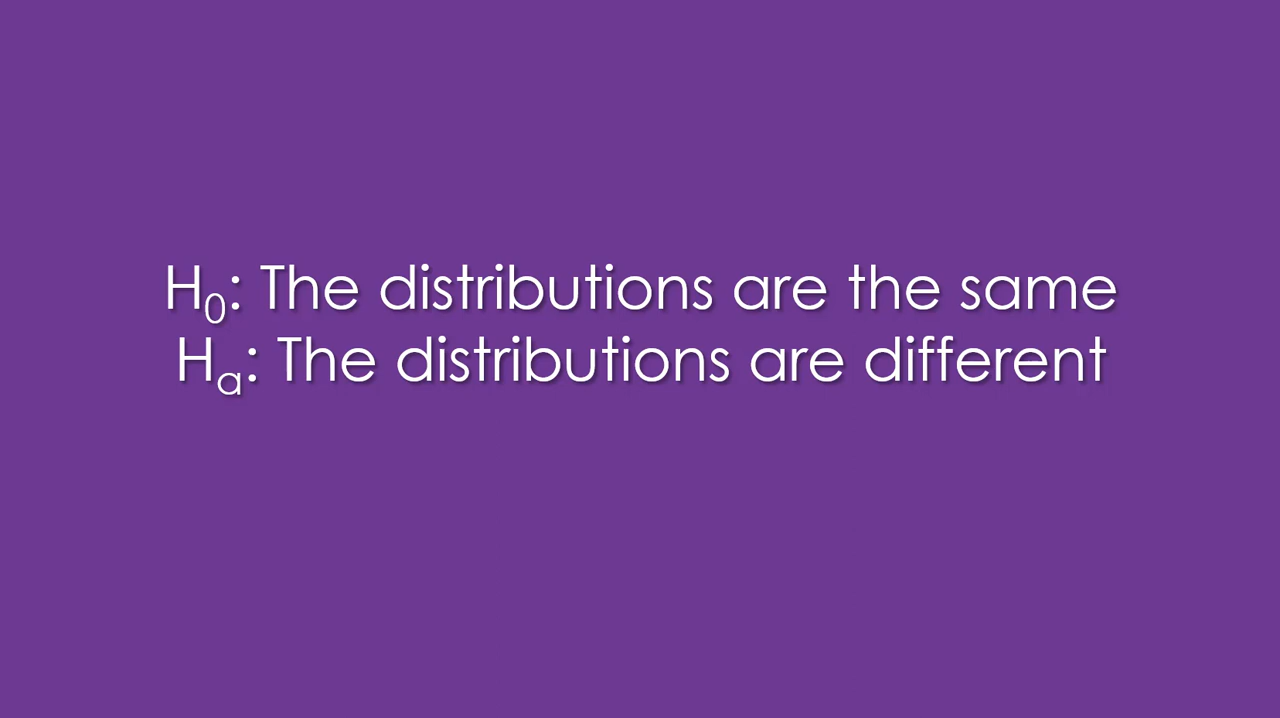 H₀: The distributions are the same
Hₐ: The distributions are different